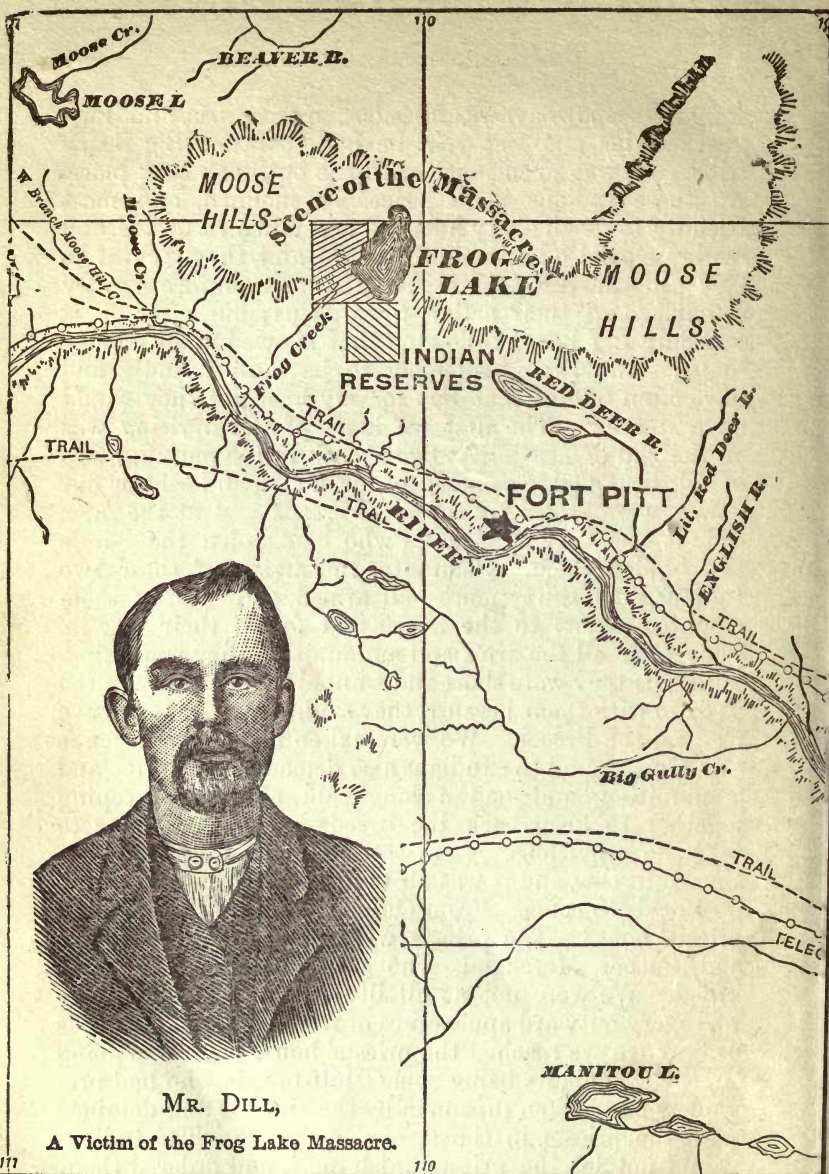 110
Moose Cr.
BEAVER R.
MOOSE L
MOOSE
HILLS
Scene of the Massacre
W Branch Moose Hill C
Moose Cr.
FROG
LAKE
MOOSE
HILLS
Frog Creek
INDIAN
RESERVES
RED DEER R.
TRAIL
TRAIL
Lit. Red Deer R.
FORT PITT
TRAIL
RIVER
ENGLISH R.
TRAIL
Big Gully Cr.
TRAIL
TELEG
MANITOU L.
MR. DILL,
A Victim of the Frog Lake Massacre.
111
110